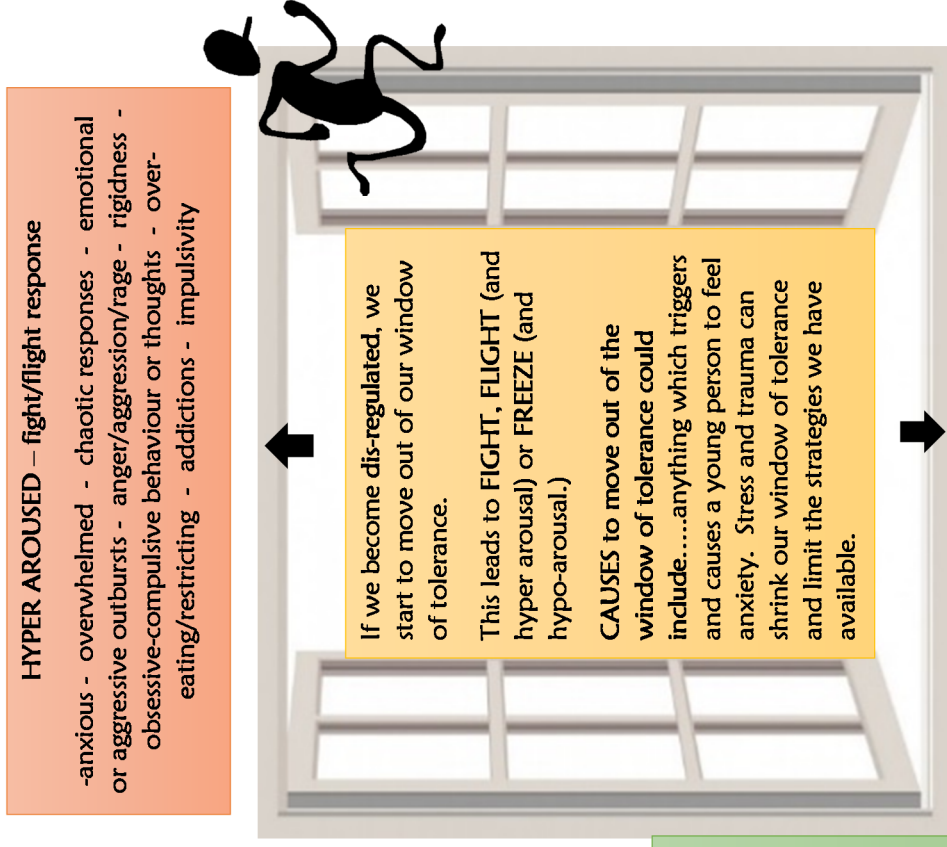 HYPER AROUSED – fight/flight response
-anxious - overwhelmed - chaotic responses - emotional
or aggressive outbursts - anger/aggression/rage - rigidness -
obsessive-compulsive behaviour or thoughts - over-
eating/restricting - addictions - impulsivity
If we become dis-regulated, we
start to move out of our window
of tolerance.
This leads to FIGHT, FLIGHT (and
hyper arousal) or FREEZE (and
hypo-arousal.)
CAUSES to move out of the
window of tolerance could
include.....anything which triggers
and causes a young person to feel
anxiety. Stress and trauma can
shrink our window of tolerance
and limit the strategies we have
available.